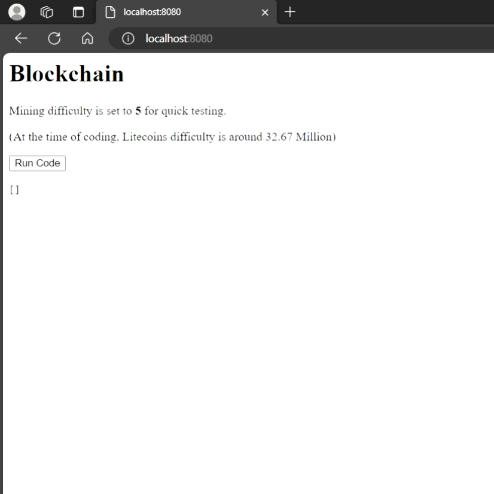 localhost:8080
localhost:8080
Blockchain
Mining difficulty is set to 5 for quick testing.
(At the time of coding, Litecoins difficulty is around 32.67 Million)
Run Code
[]